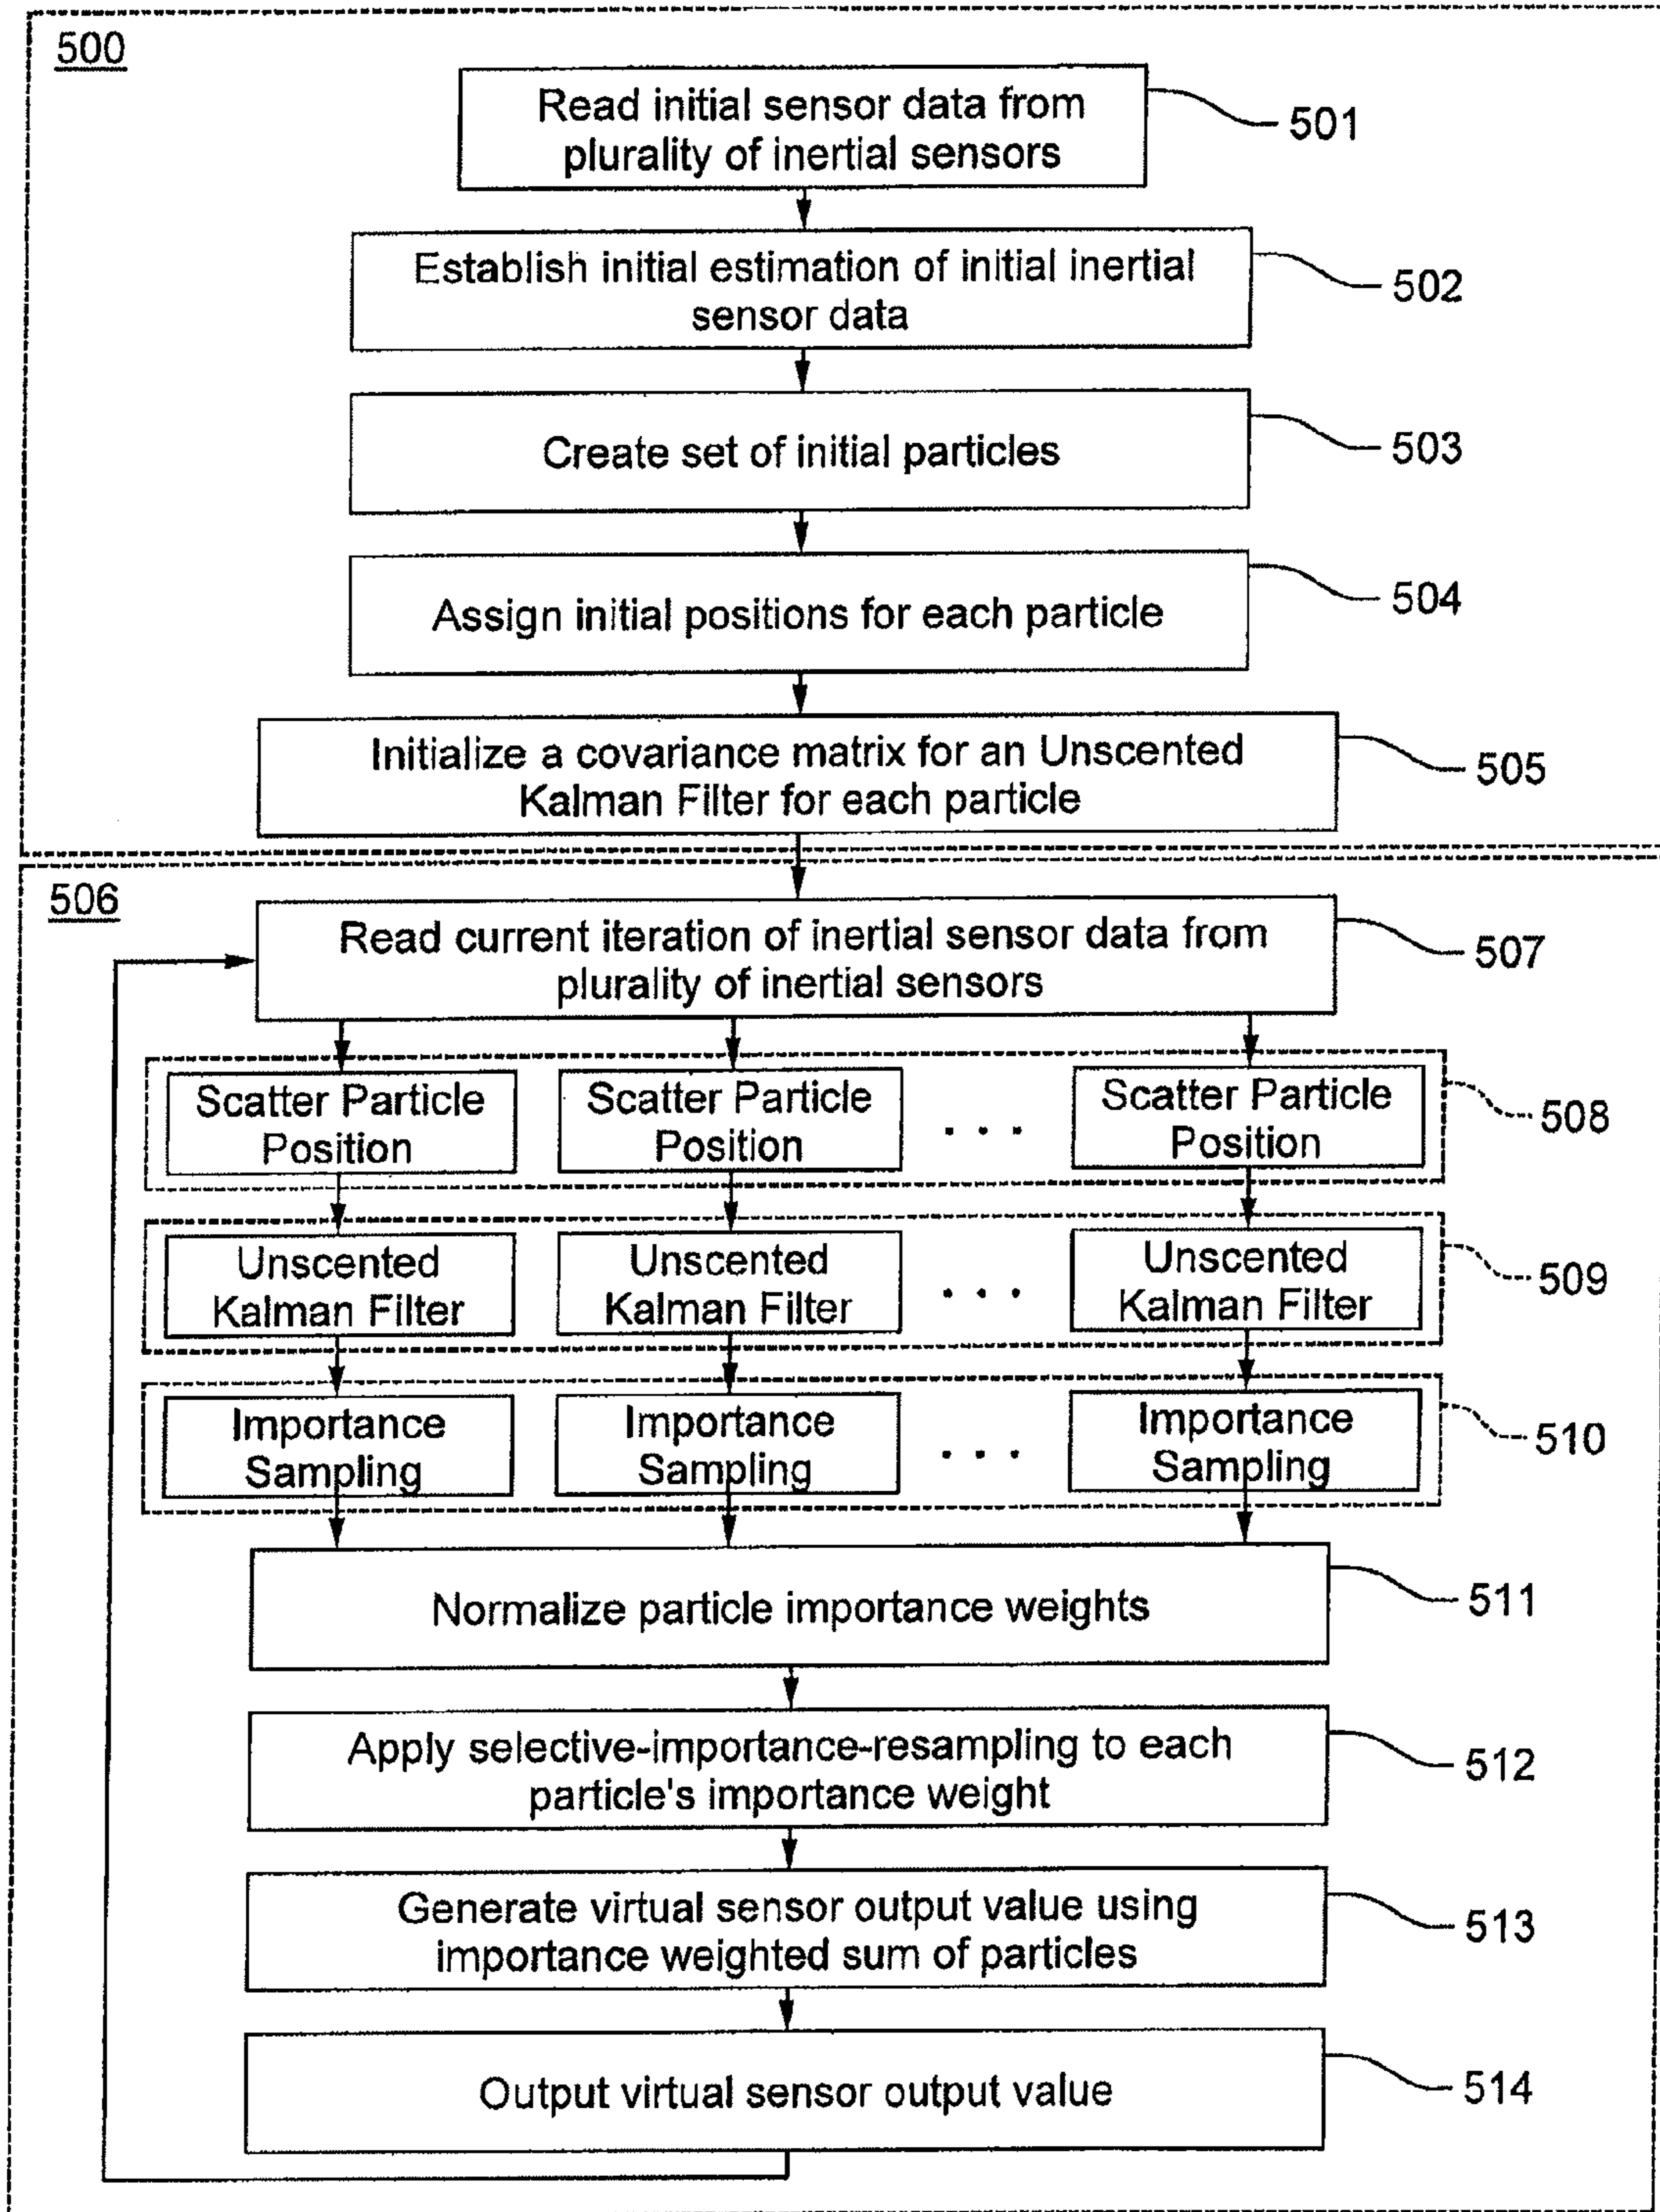 500
Read initial sensor data from
plurality of inertial sensors
501
Establish initial estimation of initial inertial
sensor data
502
Create set of initial particles
503
Assign initial positions for each particle
504
Initialize a covariance matrix for an Unscented
Kalman Filter for each particle
505
506
Read current iteration of inertial sensor data from
plurality of inertial sensors
507
Scatter Particle
Position
Scatter Particle
Position
. . .
Scatter Particle
Position
508
Unscented
Kalman Filter
Unscented
Kalman Filter
. . .
Unscented
Kalman Filter
509
Importance
Sampling
Importance
Sampling
. . .
Importance
Sampling
510
Normalize particle importance weights
511
Apply selective-importance-resampling to each
particle's importance weight
512
Generate virtual sensor output value using
importance weighted sum of particles
513
Output virtual sensor output value
514